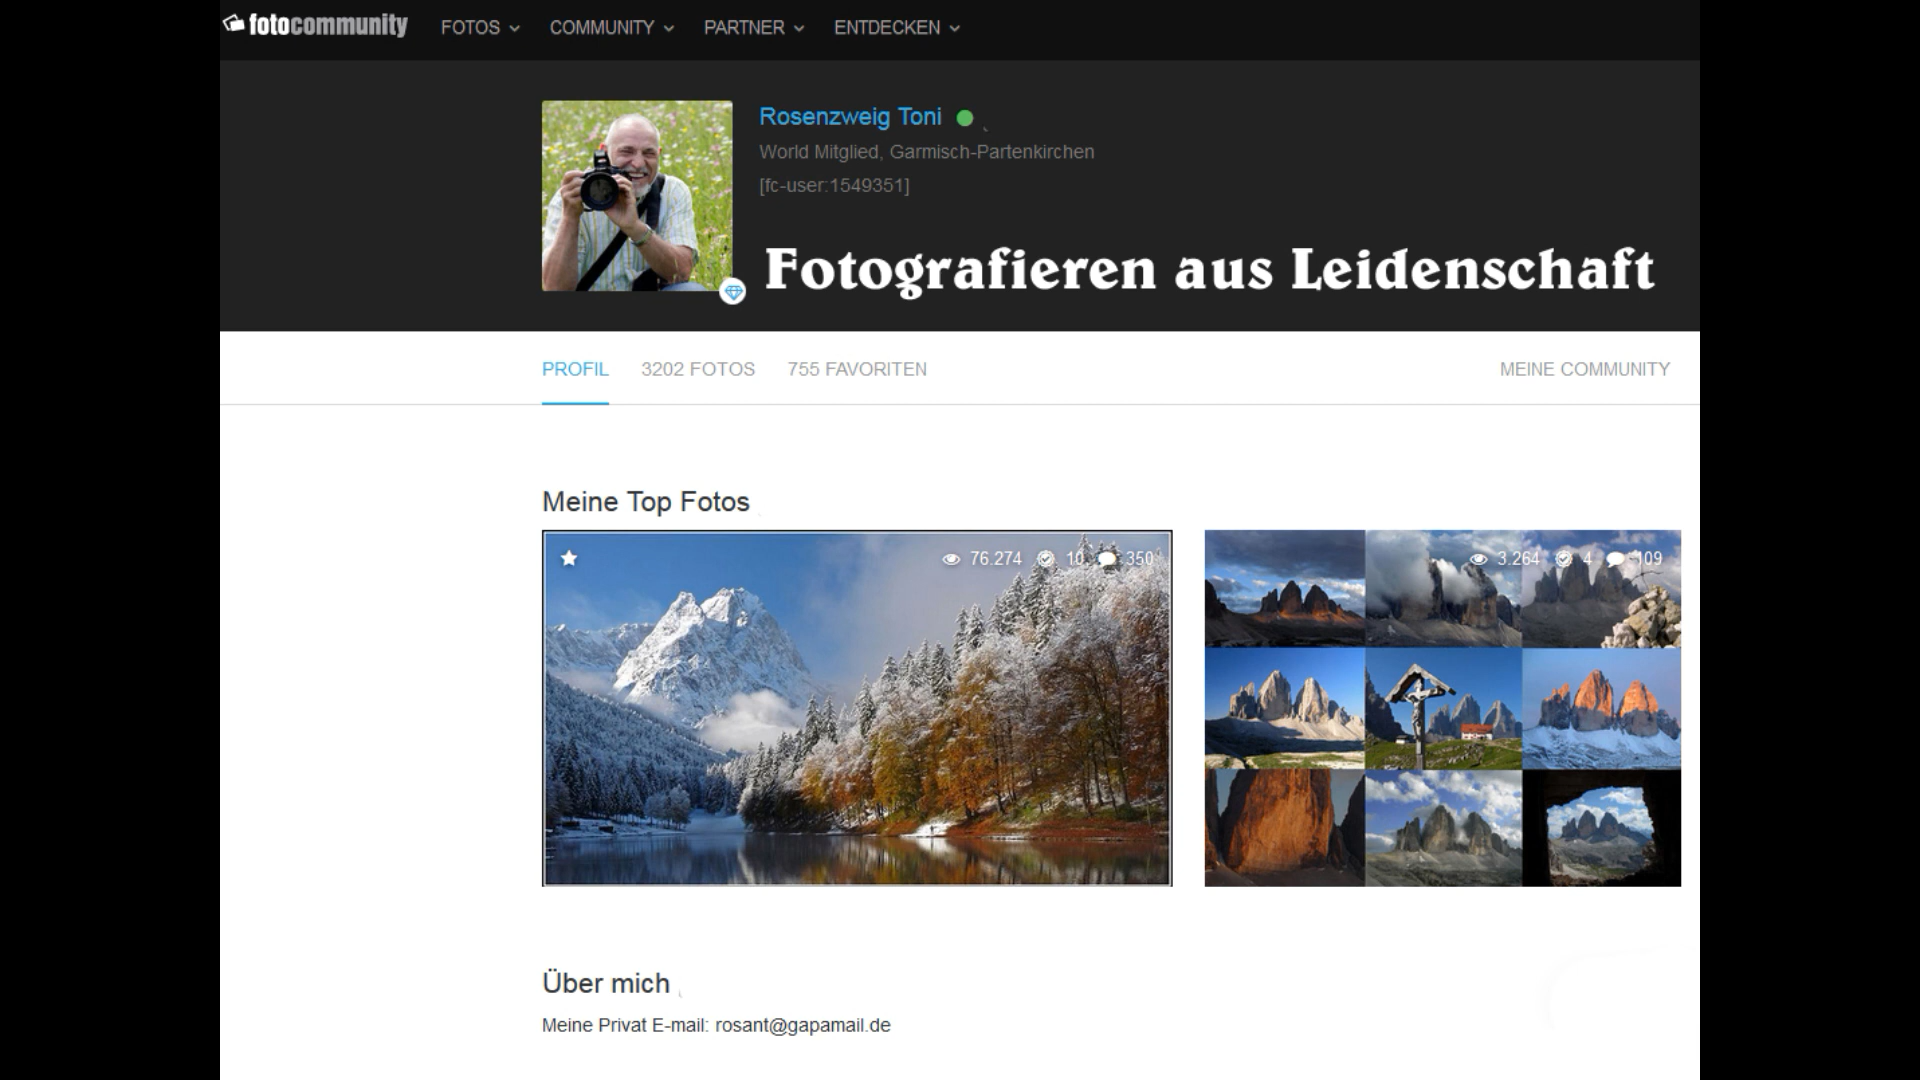 fotocommunity FOTOS COMMUNITY PARTNER ENTDECKEN
Rosenzweig Toni
World Mitglied, Garmisch-Partenkirchen
[fc-user:1549351]
Fotografieren aus Leidenschaft
PROFIL 3202 FOTOS 755 FAVORITEN MEINE COMMUNITY
Meine Top Fotos
76.274 10 350 3.264 4 109
Über mich
Meine Privat E-mail: rosant@gapamail.de